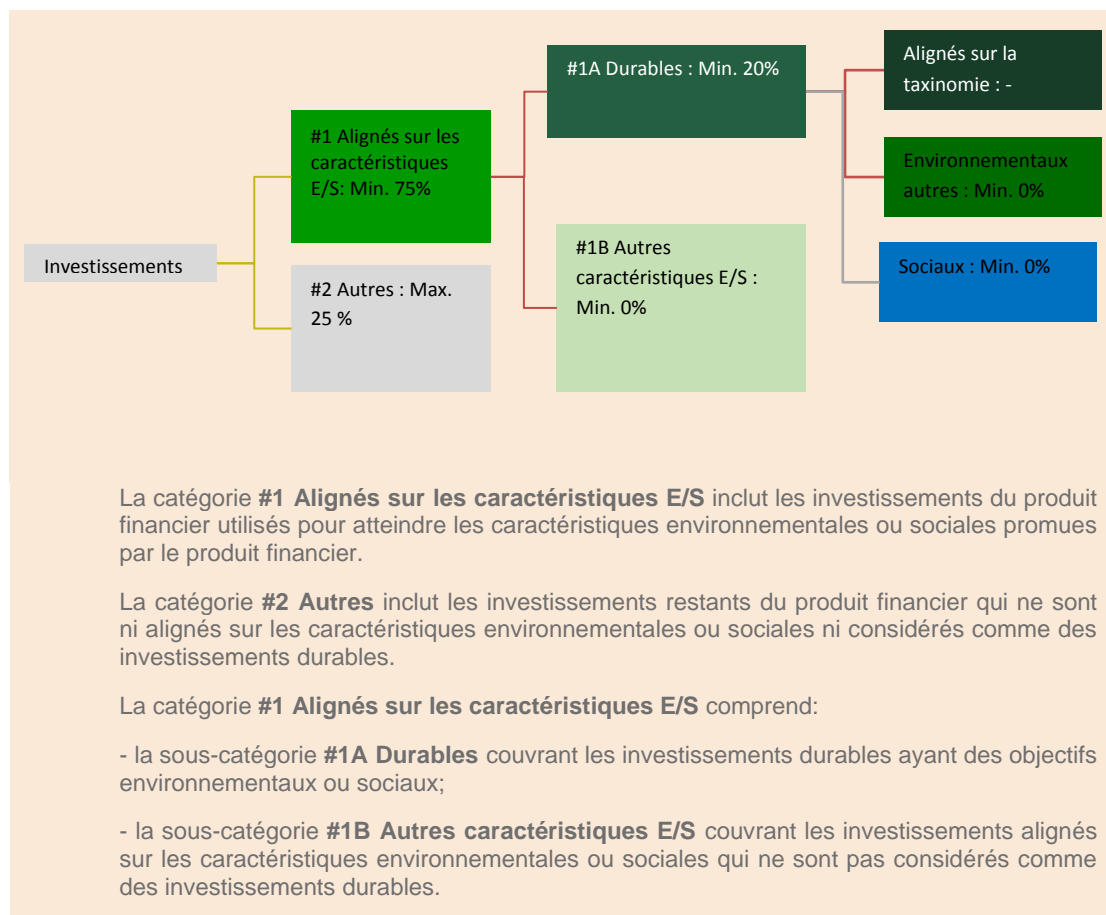 Investissements
#1 Alignés sur les
caractéristiques
E/S: Min. 75%
#2 Autres : Max.
25 %
#1A Durables : Min. 20%
#1B Autres
caractéristiques E/S :
Min. 0%
Alignés sur la
taxinomie : -
Environnementaux
autres : Min. 0%
Sociaux : Min. 0%
La catégorie #1 Alignés sur les caractéristiques E/S inclut les investissements du produit
financier utilisés pour atteindre les caractéristiques environnementales ou sociales promues
par le produit financier.
La catégorie #2 Autres inclut les investissements restants du produit financier qui ne sont
ni alignés sur les caractéristiques environnementales ou sociales ni considérés comme des
investissements durables.
La catégorie #1 Alignés sur les caractéristiques E/S comprend:
- la sous-catégorie #1A Durables couvrant les investissements durables ayant des objectifs
environnementaux ou sociaux;
- la sous-catégorie #1B Autres caractéristiques E/S couvrant les investissements alignés
sur les caractéristiques environnementales ou sociales qui ne sont pas considérés comme
des investissements durables.